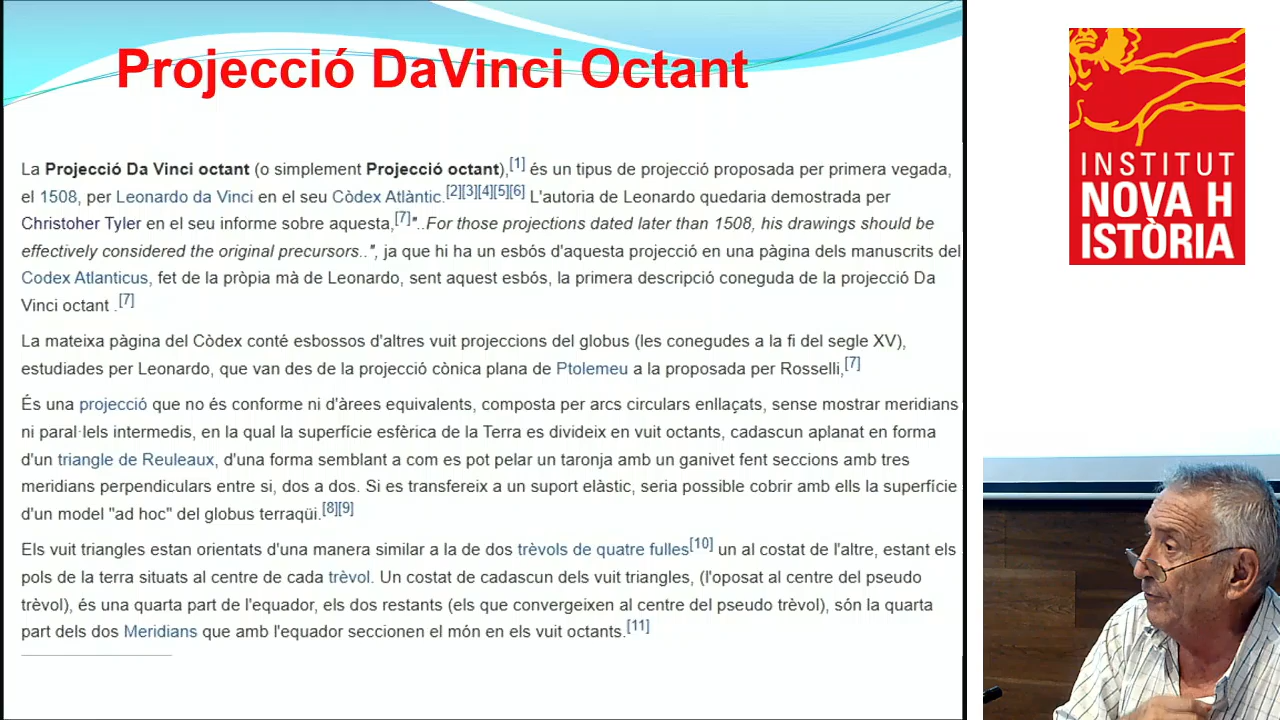 Projecció DaVinci Octant
La Projecció Da Vinci octant (o simplement Projecció octant),[1] és un tipus de projecció proposada per primera vegada,
el 1508, per Leonardo da Vinci en el seu Còdex Atlàntic.[2][3][4][5][6] L'autoria de Leonardo quedaria demostrada per
Christoher Tyler en el seu informe sobre aquesta,[7]"..For those projections dated later than 1508, his drawings should be
effectively considered the original precursors..", ja que hi ha un esbós d'aquesta projecció en una pàgina dels manuscrits del
Codex Atlanticus, fet de la pròpia mà de Leonardo, sent aquest esbós, la primera descripció coneguda de la projecció Da
Vinci octant .[7]
La mateixa pàgina del Còdex conté esbossos d'altres vuit projeccions del globus (les conegudes a la fi del segle XV),
estudiades per Leonardo, que van des de la projecció cònica plana de Ptolemeu a la proposada per Rosselli,[7]
És una projecció que no és conforme ni d'àrees equivalents, composta per arcs circulars enllaçats, sense mostrar meridians
ni paral·lels intermedis, en la qual la superfície esfèrica de la Terra es divideix en vuit octants, cadascun aplanat en forma
d'un triangle de Reuleaux, d'una forma semblant a com es pot pelar un taronja amb un ganivet fent seccions amb tres
meridians perpendiculars entre si, dos a dos. Si es transfereix a un suport elàstic, seria possible cobrir amb ells la superfície
d'un model "ad hoc" del globus terraqüi.[8][9]
Els vuit triangles estan orientats d'una manera similar a la de dos trèvols de quatre fulles[10] un al costat de l'altre, estant els
pols de la terra situats al centre de cada trèvol. Un costat de cadascun dels vuit triangles, (l'oposat al centre del pseudo
trèvol), és una quarta part de l'equador, els dos restants (els que convergeixen al centre del pseudo trèvol), són la quarta
part dels dos Meridians que amb l'equador seccionen el món en els vuit octants.[11]
INSTITUT
NOVA H
ISTÒRIA